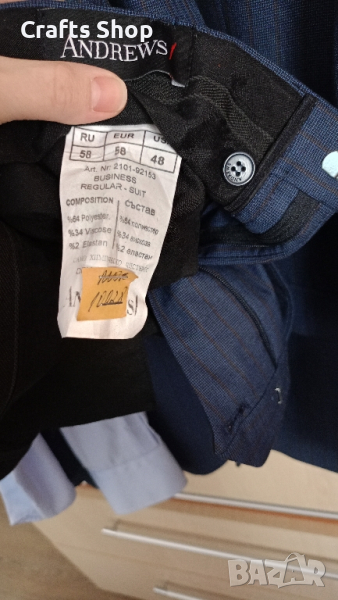 Crafts Shop
ANDREWS/
RU EUR US
58 58 48
Art. Nr: 2101-92153
BUSINESS
REGULAR - SUIT
COMPOSITION Състав
%64 Polyester %64 полиестер
%34 Viscose %34 вискоза
%2 Elastan %2 еластан
BAZAR